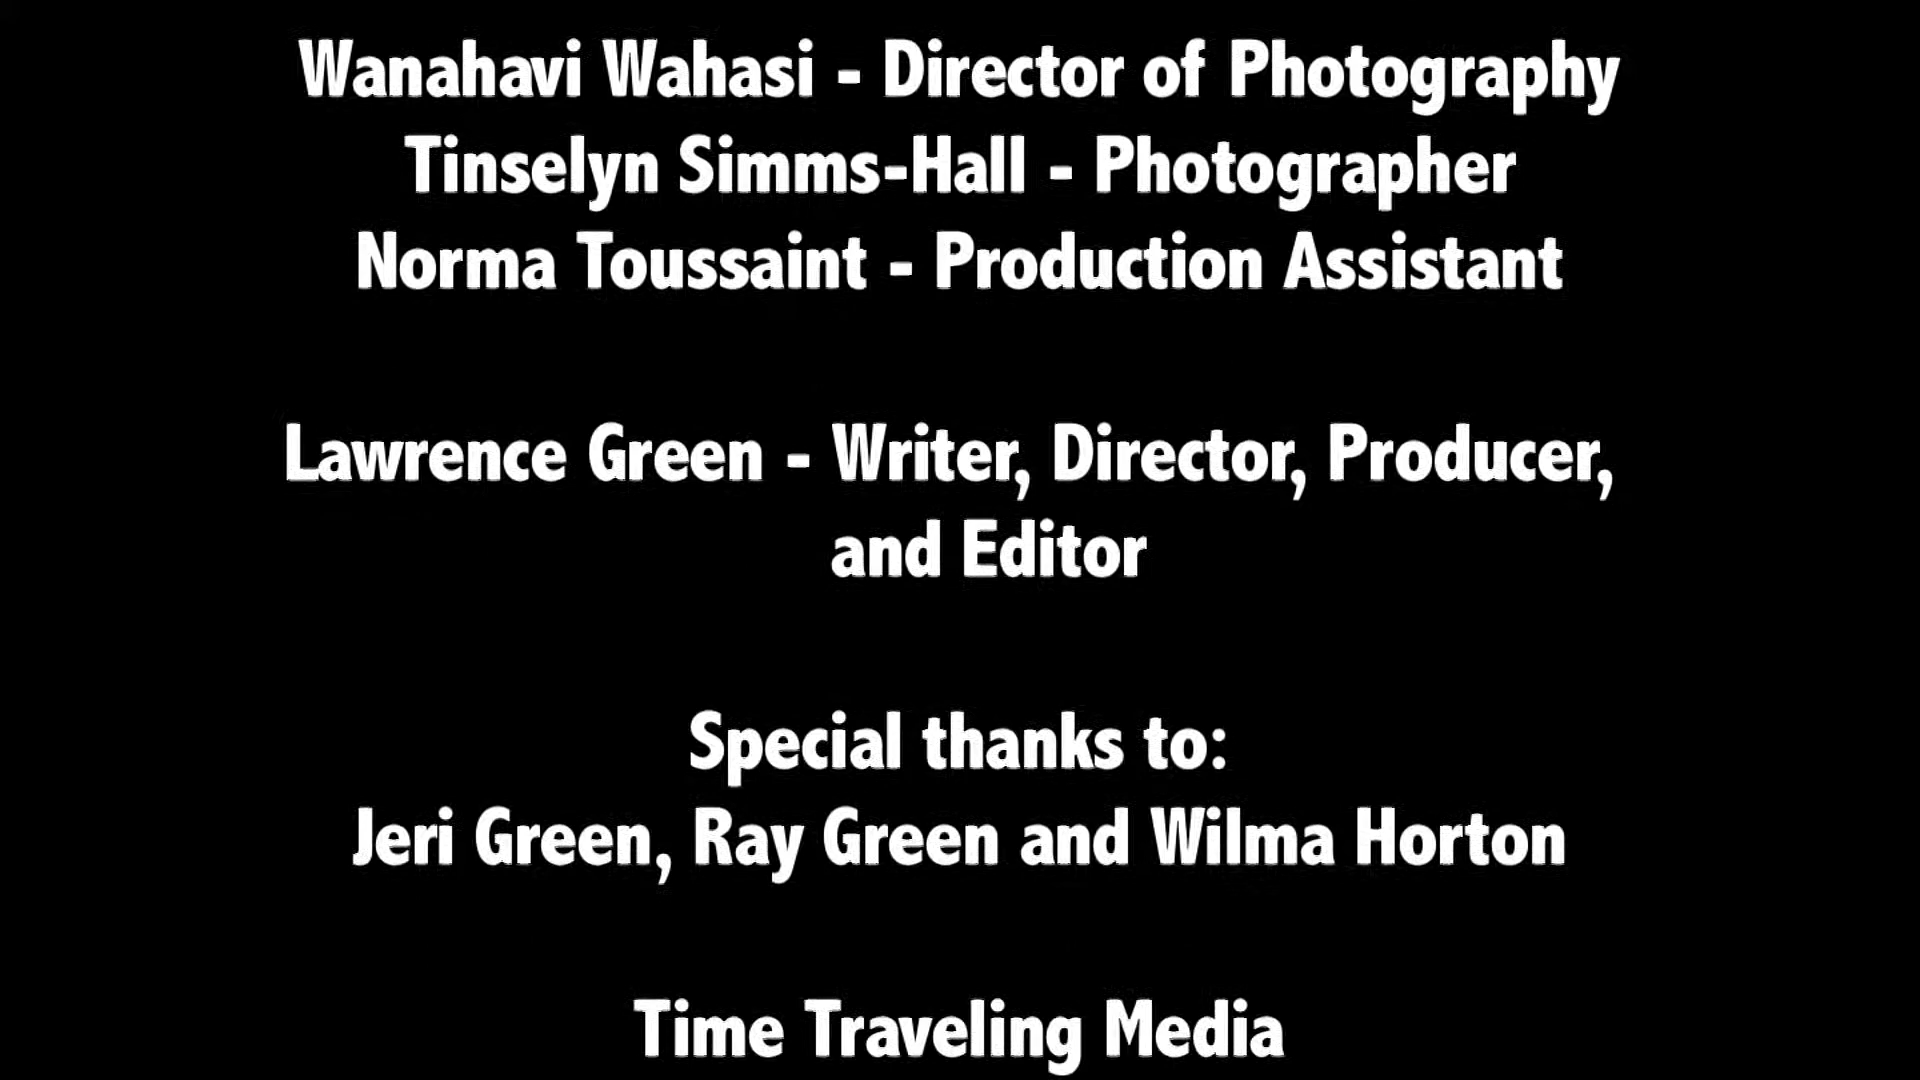 Wanahavi Wahasi - Director of Photography
Tinselyn Simms-Hall - Photographer
Norma Toussaint - Production Assistant
Lawrence Green - Writer, Director, Producer,
and Editor
Special thanks to:
Jeri Green, Ray Green and Wilma Horton
Time Traveling Media